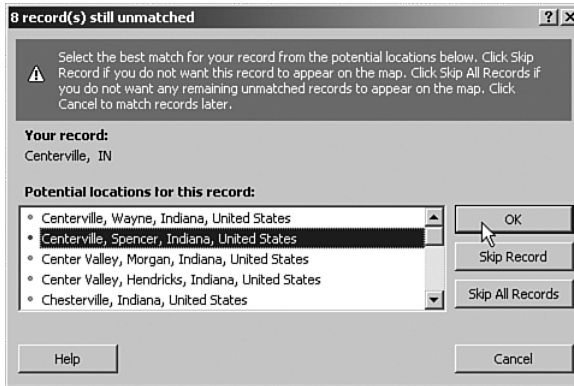 8 record(s) still unmatched
Select the best match for your record from the potential locations below. Click Skip
Record if you do not want this record to appear on the map. Click Skip All Records if
you do not want any remaining unmatched records to appear on the map. Click
Cancel to match records later.
Your record:
Centerville, IN
Potential locations for this record:
Centerville, Wayne, Indiana, United States
Centerville, Spencer, Indiana, United States
Center Valley, Morgan, Indiana, United States
Center Valley, Hendricks, Indiana, United States
Chesterville, Indiana, United States
OK
Skip Record
Skip All Records
Help
Cancel